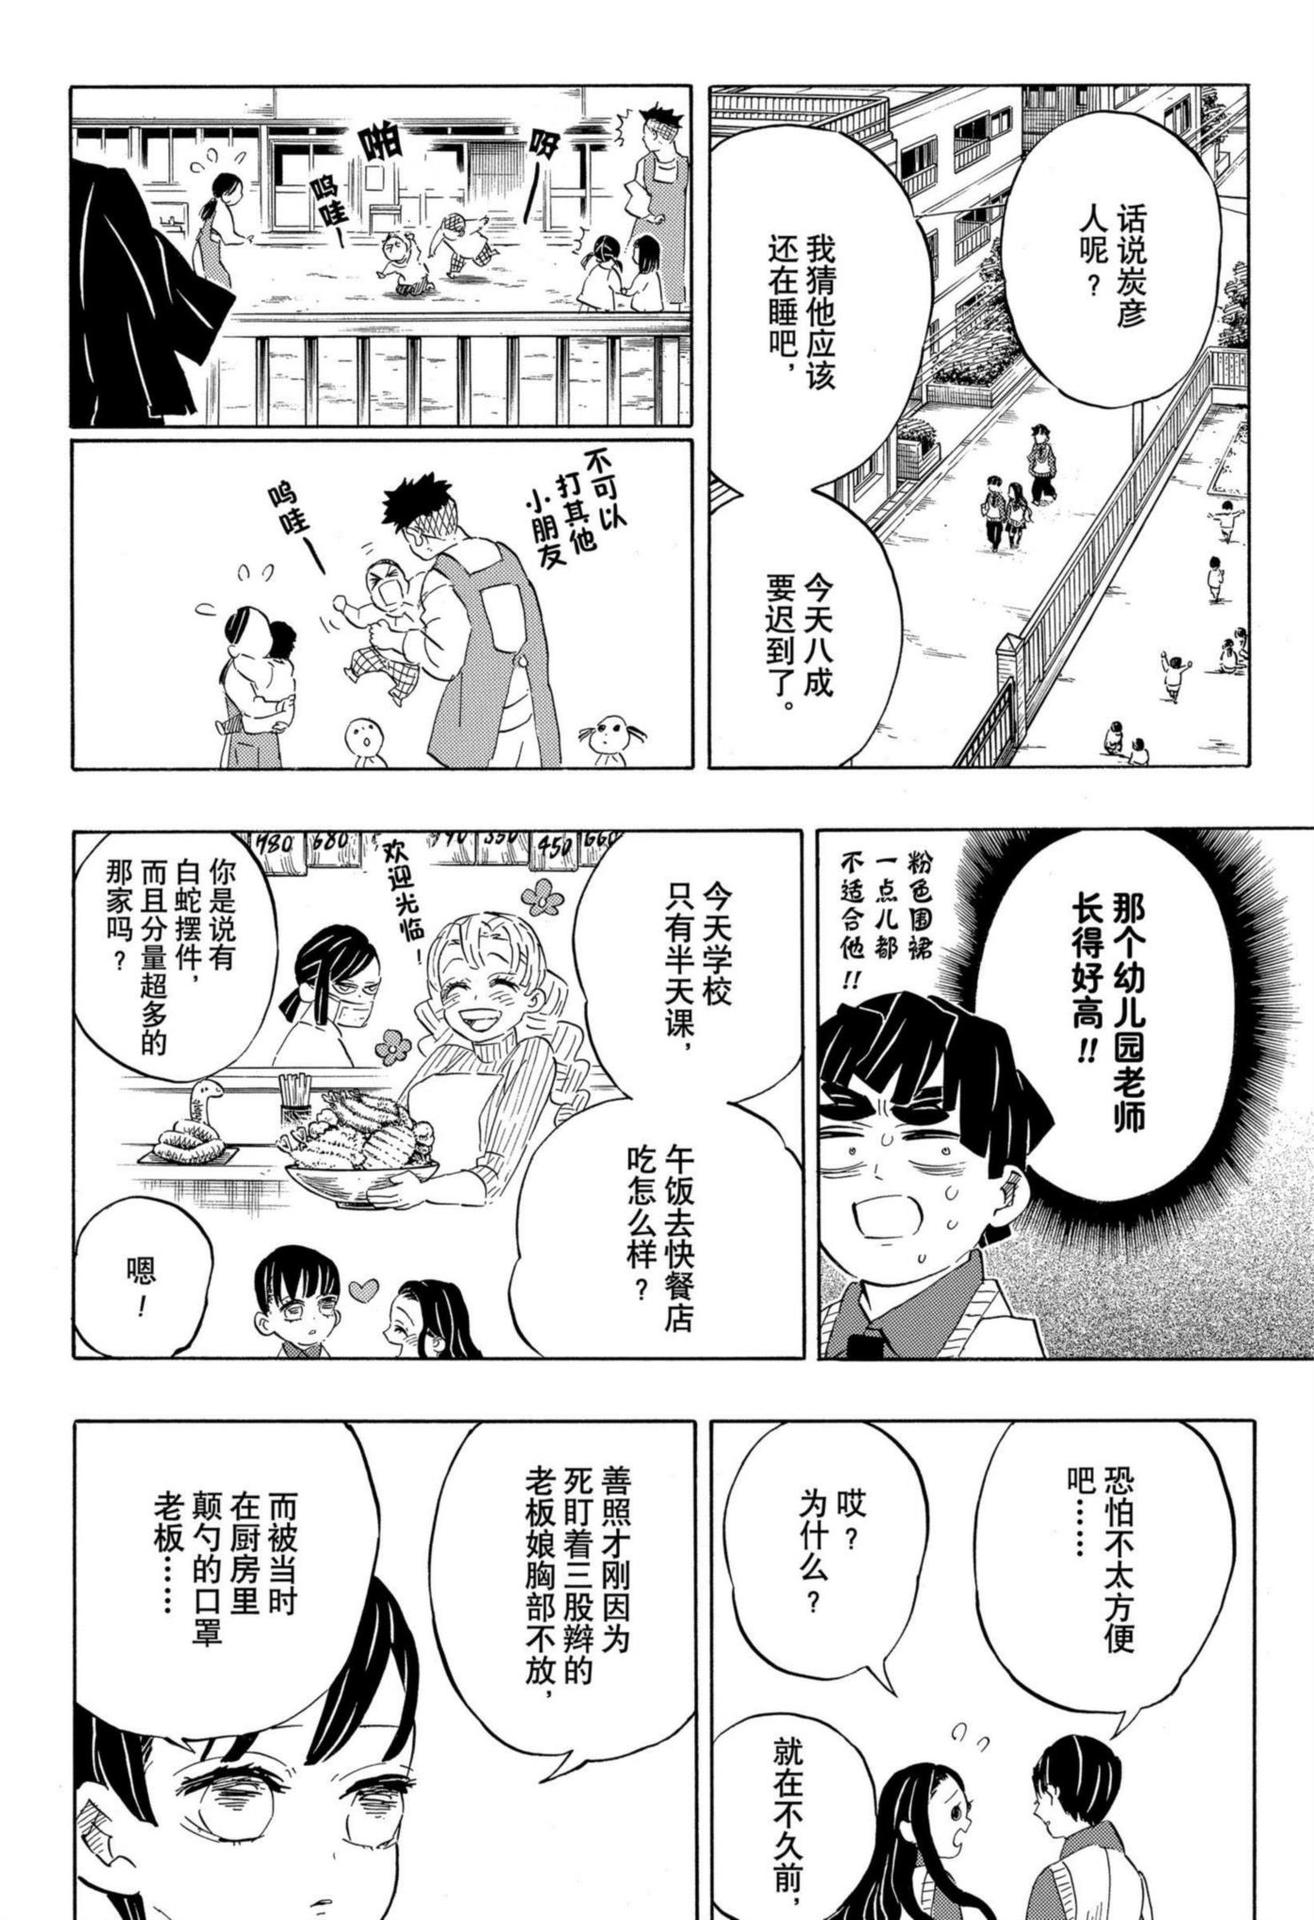 话说炭彦
人呢？
我猜他应该
还在睡吧，
今天八成
要迟到了。
呀—
啪
呜哇—
不可以
打其他
小朋友
呜哇—
那个幼儿园老师
长得好高!!
粉色围裙
一点儿都
不适合他!!
今天学校
只有半天课，
午饭去快餐店
吃怎么样？
欢迎光临！
480
680
550
450
660
你是说有
白蛇摆件，
而且分量超多的
那家吗？
嗯！
恐怕不太方便
吧……
哎？
为什么？
就在不久前，
善照才刚因为
死盯着三股辫的
老板娘胸部不放，
而被当时
在厨房里
颠勺的口罩
老板……